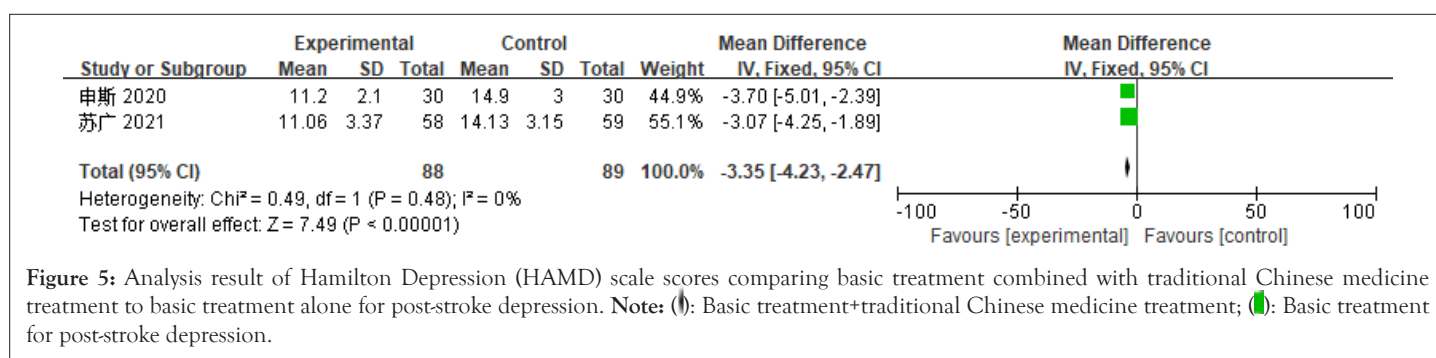 Experimental Control Mean Difference Mean Difference
Study or Subgroup Mean SD Total Mean SD Total Weight IV, Fixed, 95% CI IV, Fixed, 95% CI
申斯 2020 11.2 2.1 30 14.9 3 30 44.9% -3.70 [-5.01, -2.39]
苏广 2021 11.06 3.37 58 14.13 3.15 59 55.1% -3.07 [-4.25, -1.89]
Total (95% CI) 88 89 100.0% -3.35 [-4.23, -2.47]
Heterogeneity: Chi² = 0.49, df = 1 (P = 0.48); I² = 0%
Test for overall effect: Z = 7.49 (P < 0.00001)
-100 -50 0 50 100
Favours [experimental] Favours [control]
Figure 5: Analysis result of Hamilton Depression (HAMD) scale scores comparing basic treatment combined with traditional Chinese medicine
treatment to basic treatment alone for post-stroke depression. Note: (): Basic treatment+traditional Chinese medicine treatment; (): Basic treatment
for post-stroke depression.